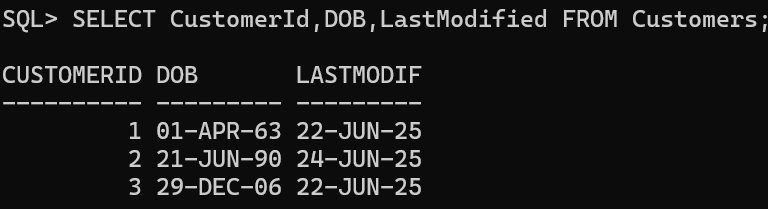 SQL> SELECT CustomerId,DOB,LastModified FROM Customers;
CUSTOMERID DOB       LASTMODIF
---------- --------- ---------
         1 01-APR-63 22-JUN-25
         2 21-JUN-90 24-JUN-25
         3 29-DEC-06 22-JUN-25